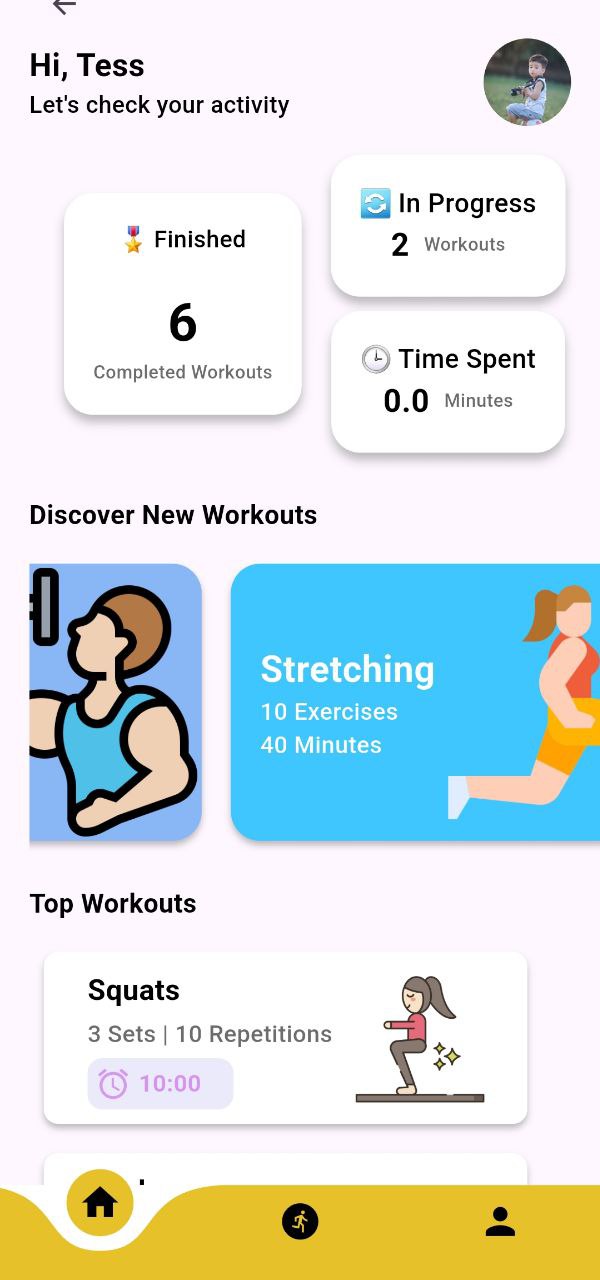 Hi, Tess
Let's check your activity
Finished
6
Completed Workouts
In Progress
2 Workouts
Time Spent
0.0 Minutes
Discover New Workouts
Stretching
10 Exercises
40 Minutes
Top Workouts
Squats
3 Sets | 10 Repetitions
10:00